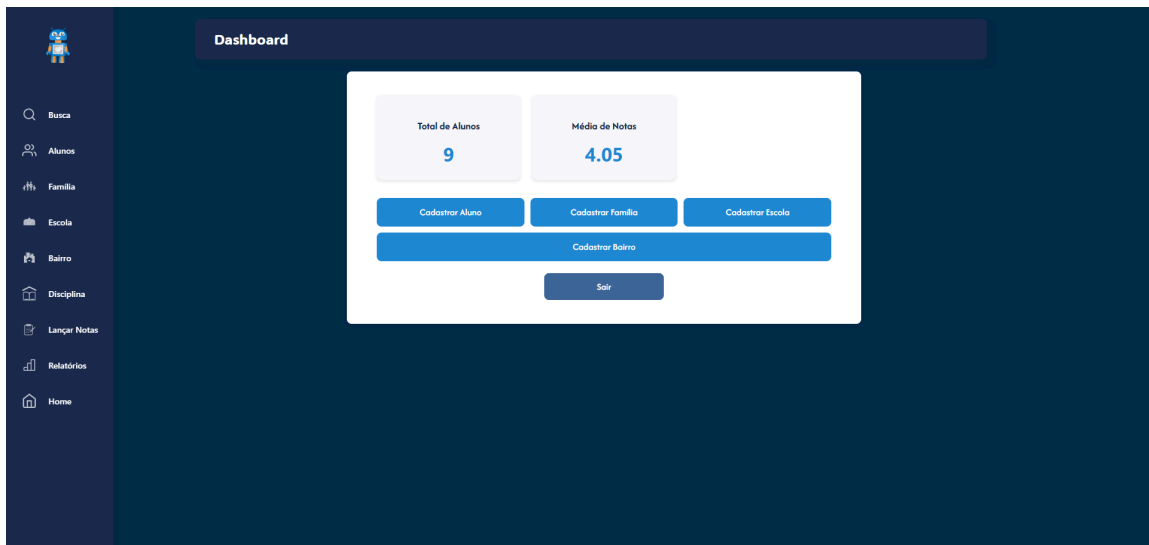 Dashboard
Busca
Alunos
Família
Escola
Bairro
Disciplina
Lançar Notas
Relatórios
Home
Total de Alunos
9
Média de Notas
4.05
Cadastrar Aluno
Cadastrar Família
Cadastrar Escola
Cadastrar Bairro
Sair